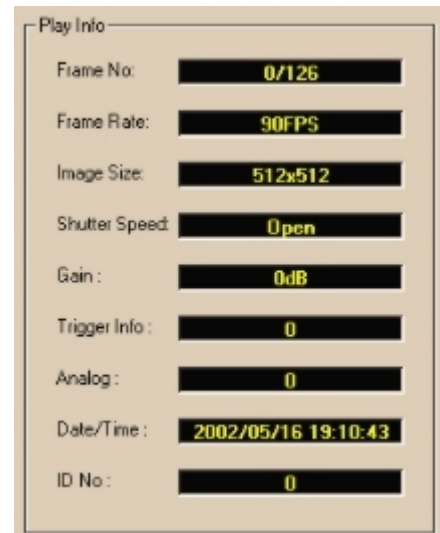 Play Info
Frame No: 0/126
Frame Rate: 90FPS
Image Size: 512x512
Shutter Speed: Open
Gain : 0dB
Trigger Info : 0
Analog : 0
Date/Time : 2002/05/16 19:10:43
ID No : 0